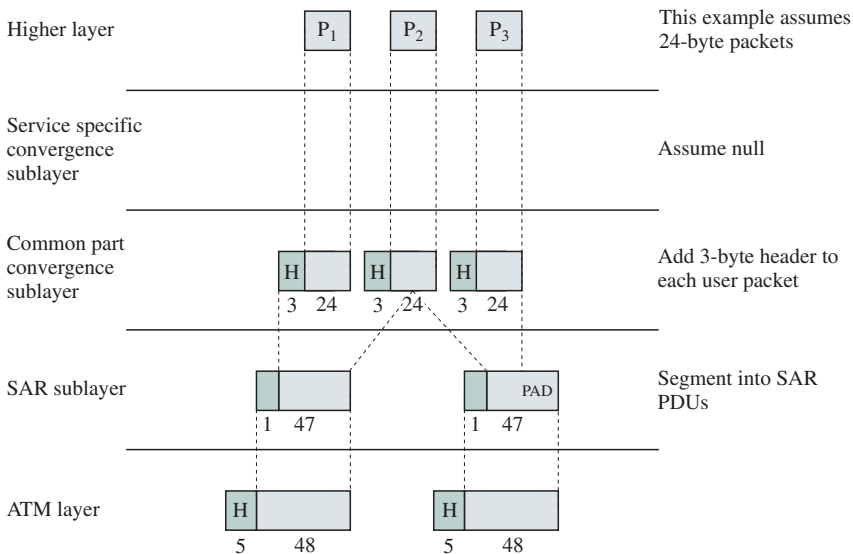 Higher layer
P1
P2
P3
This example assumes
24-byte packets
Service specific
convergence
sublayer
Assume null
Common part
convergence
sublayer
H
H
H
3 24
3 24
3 24
Add 3-byte header to
each user packet
SAR sublayer
PAD
1 47
1 47
Segment into SAR
PDUs
ATM layer
H
H
5 48
5 48